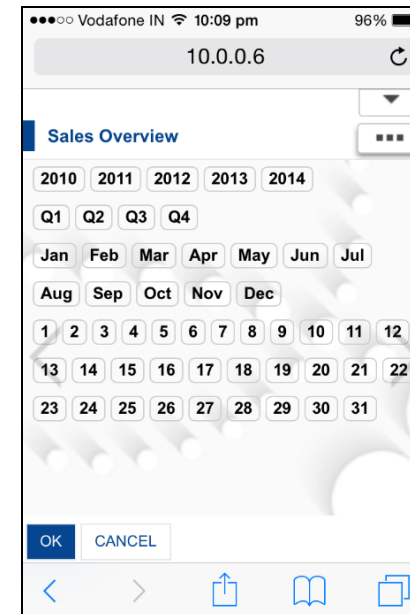 Vodafone IN 10:09 pm 96%
10.0.0.6
Sales Overview
2010 2011 2012 2013 2014
Q1 Q2 Q3 Q4
Jan Feb Mar Apr May Jun Jul
Aug Sep Oct Nov Dec
1 2 3 4 5 6 7 8 9 10 11 12
13 14 15 16 17 18 19 20 21 22
23 24 25 26 27 28 29 30 31
OK CANCEL